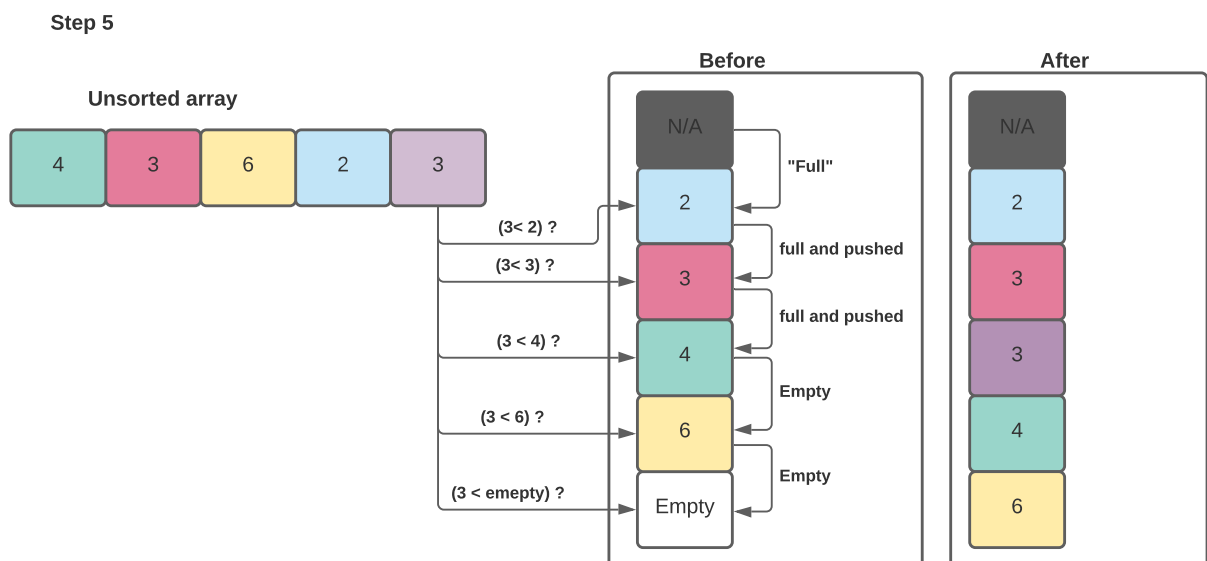 Step 5
Unsorted array
4 3 6 2 3
(3< 2) ?
(3< 3) ?
(3 < 4) ?
(3 < 6) ?
(3 < emepty) ?
Before
N/A
2
3
4
6
Empty
"Full"
full and pushed
full and pushed
Empty
Empty
After
N/A
2
3
3
4
6